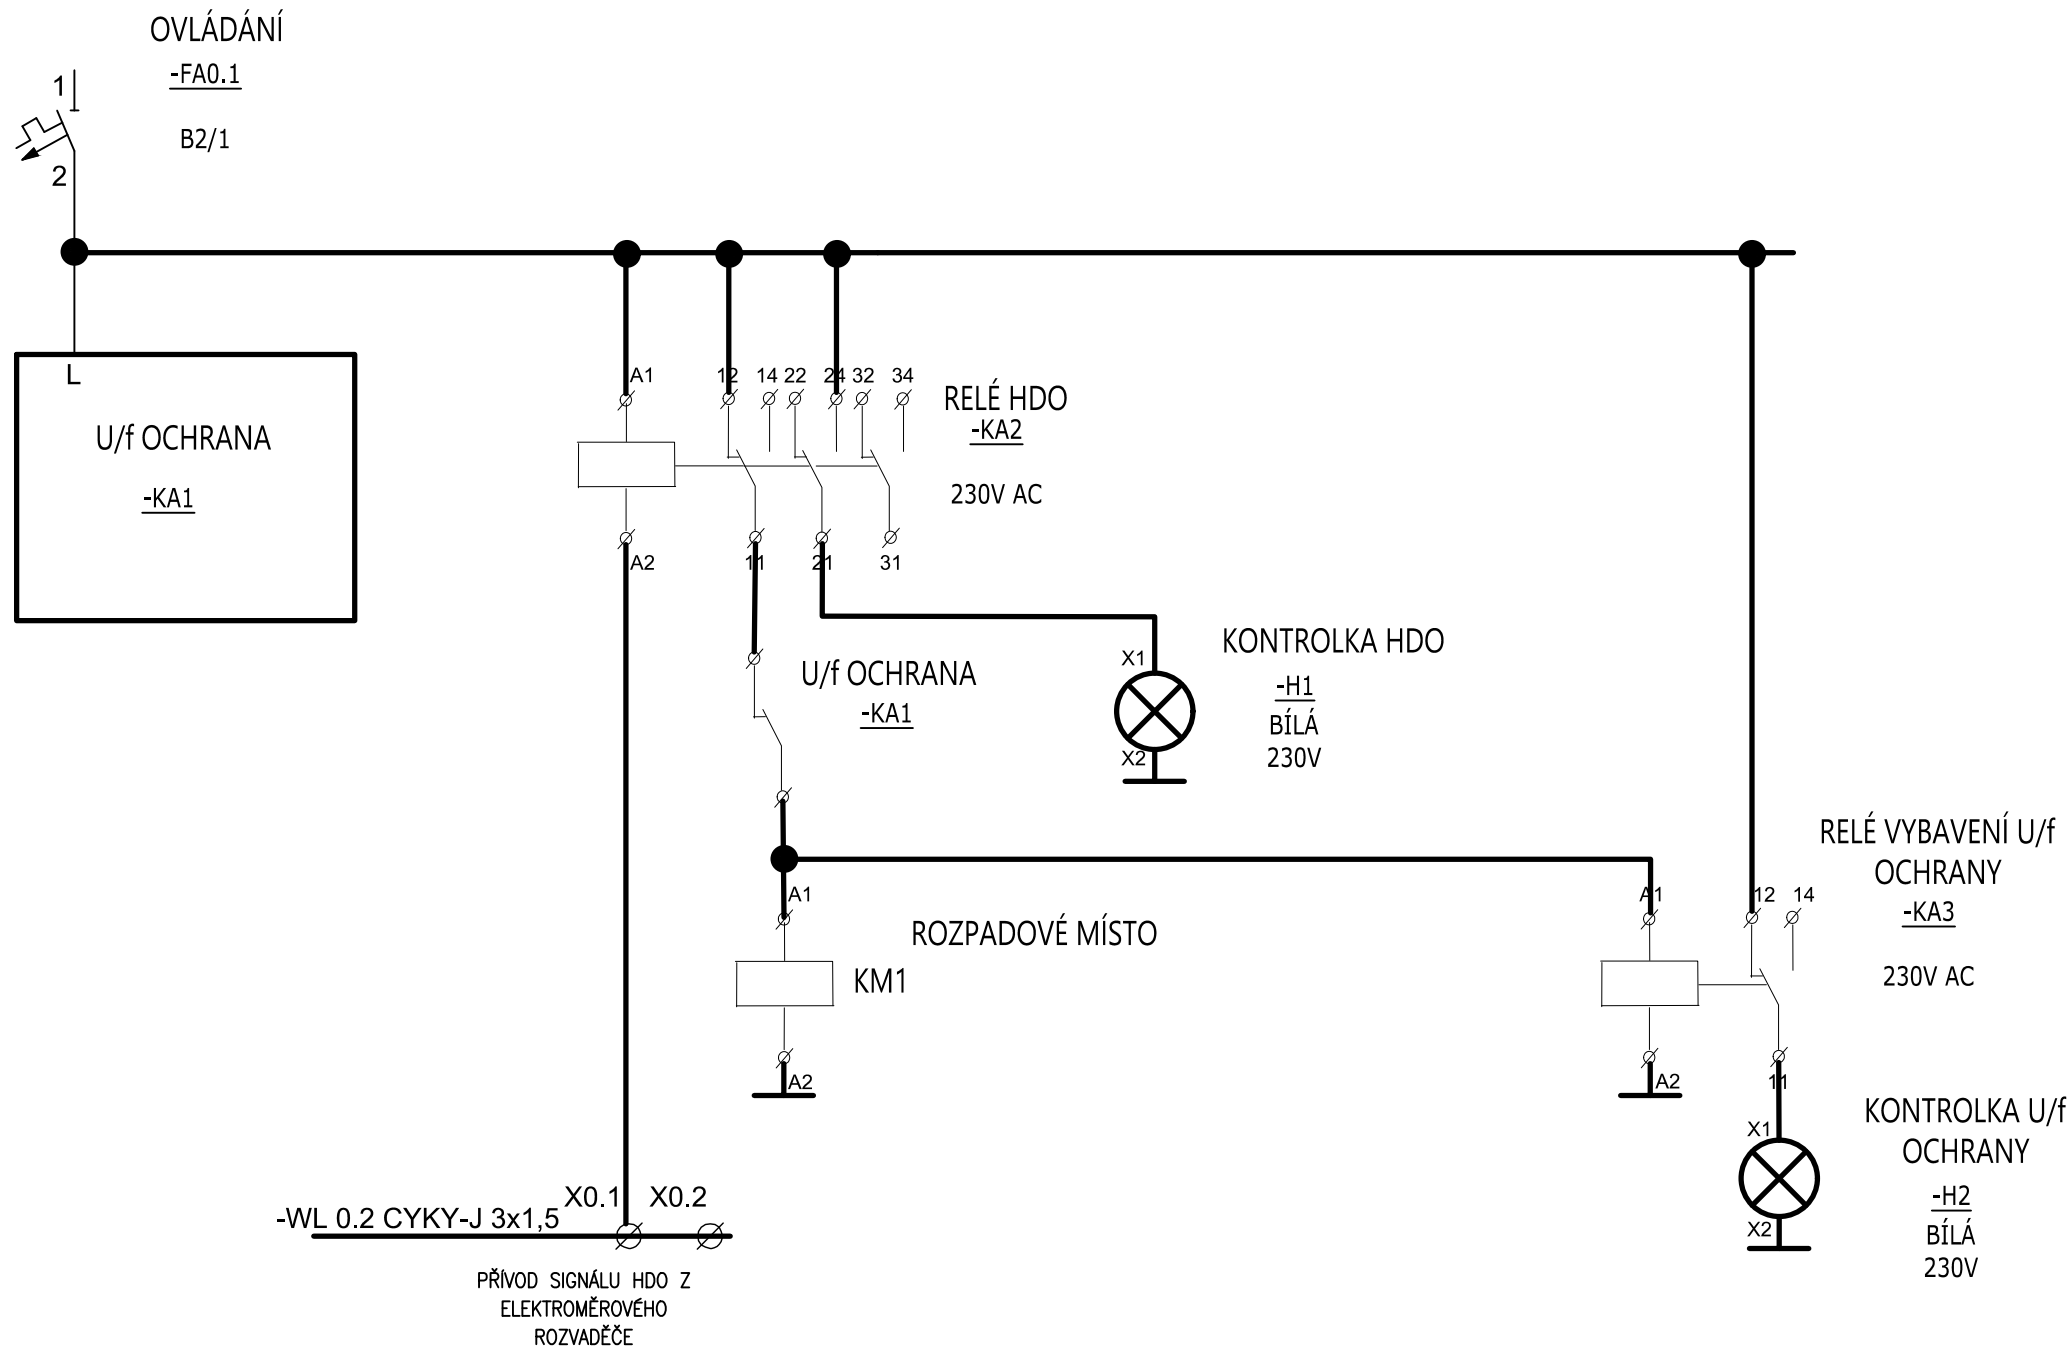 OVLÁDÁNÍ
-FA0.1
B2/1
1
2
L
U/f OCHRANA
-KA1
A1
12
14
22
24
32
34
RELÉ HDO
-KA2
230V AC
A2
11
21
31
U/f OCHRANA
-KA1
X1
X2
KONTROLKA HDO
-H1
BÍLÁ
230V
A1
ROZPADOVÉ MÍSTO
KM1
A2
A1
12
14
RELÉ VYBAVENÍ U/f
OCHRANY
-KA3
230V AC
A2
11
X1
X2
KONTROLKA U/f
OCHRANY
-H2
BÍLÁ
230V
-WL 0.2 CYKY-J 3x1,5
X0.1
X0.2
PŘÍVOD SIGNÁLU HDO Z
ELEKTROMĚROVÉHO
ROZVADĚČE